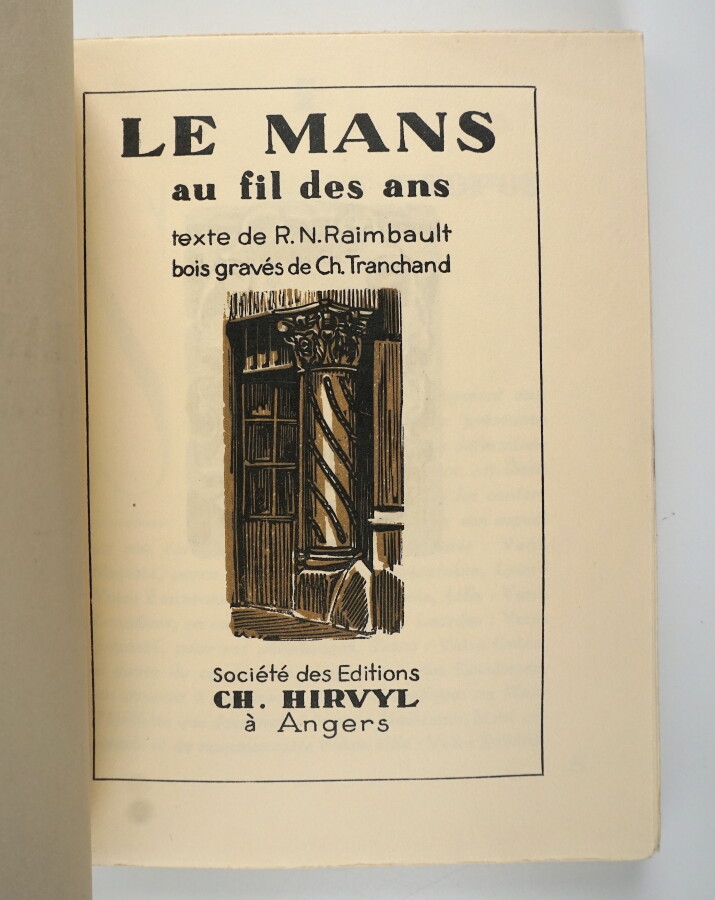 LE MANS
au fil des ans
texte de R.N.Raimbault
bois gravés de Ch.Tranchand
Société des Editions
CH. HIRVYL
à Angers